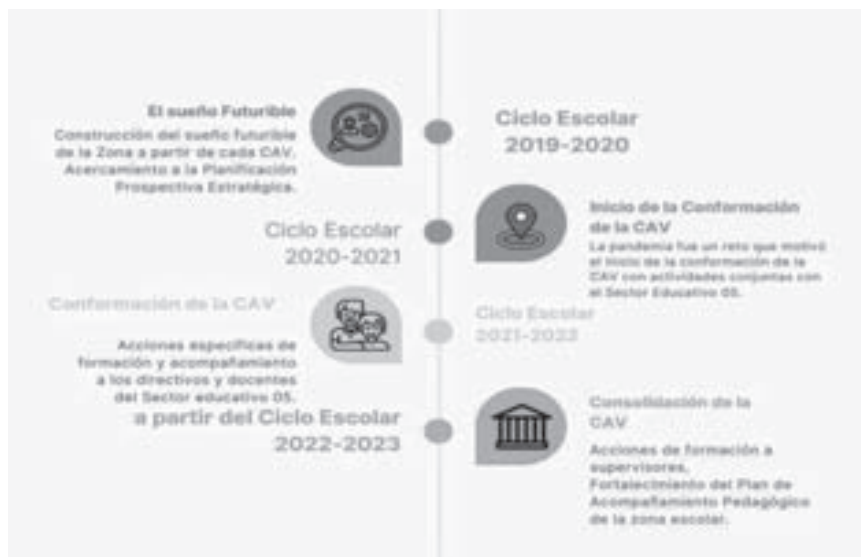 El sueño Futurible
Construcción del sueño futurible
de la Zona a partir de cada CAV.
Acercamiento a la Planificación
Prospectiva Estratégica.
Ciclo Escolar
2019-2020
Ciclo Escolar
2020-2021
Inicio de la Conformación
de la CAV
La pandemia fue un reto que motivó
el inicio de la conformación de la
CAV con actividades conjuntas con
el Sector Educativo 05.
Conformación de la CAV
Acciones específicas de
formación y acompañamiento
a los directivos y docentes
del Sector educativo 05.
Ciclo Escolar
2021-2022
a partir del Ciclo Escolar
2022-2023
Consolidación de la
CAV
Acciones de formación a
supervisores.
Fortalecimiento del Plan de
Acompañamiento Pedagógico
de la zona escolar.